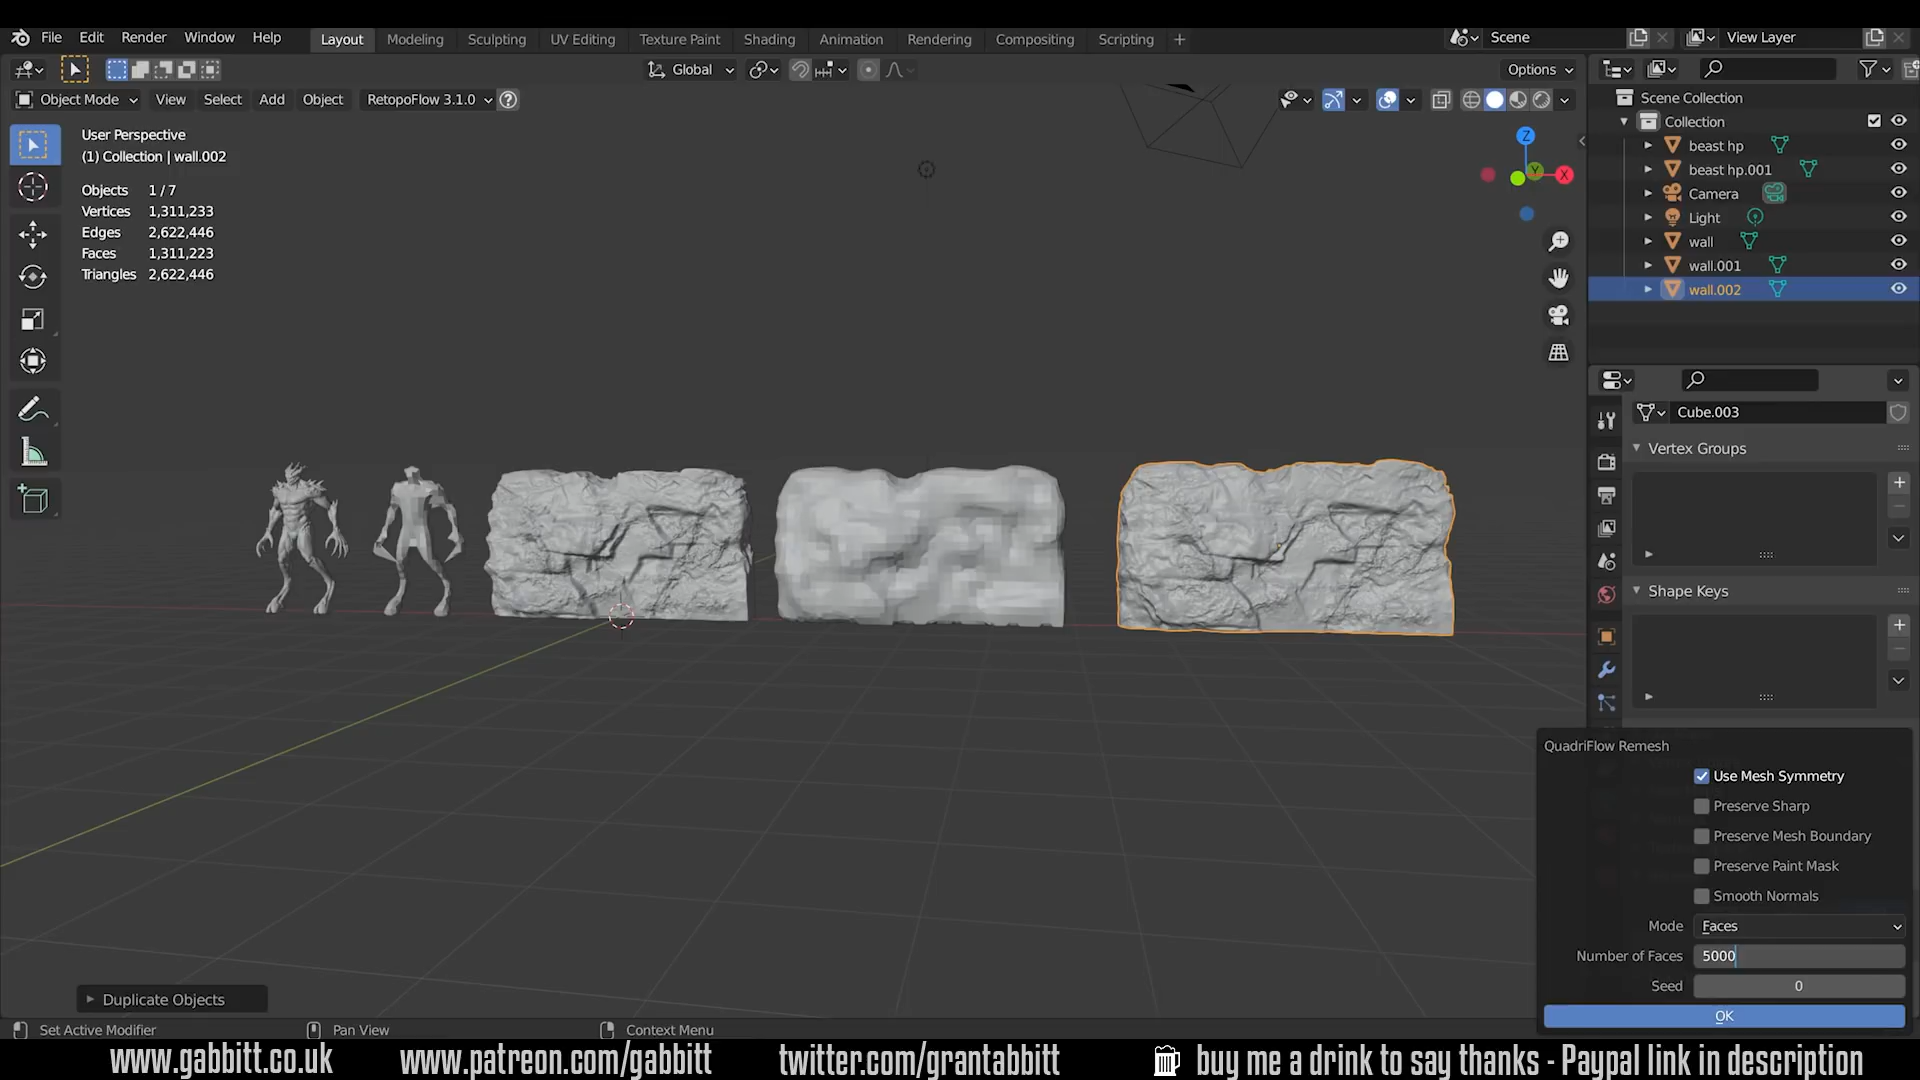 File Edit Render Window Help Layout Modeling Sculpting UV Editing Texture Paint Shading Animation Rendering Compositing Scripting + Scene View Layer
Global Options
Object Mode View Select Add Object RetopoFlow 3.1.0
User Perspective
(1) Collection | wall.002
Objects 1 / 7
Vertices 1,311,233
Edges 2,622,446
Faces 1,311,223
Triangles 2,622,446
Z
Y
X
Scene Collection
Collection
beast hp
beast hp.001
Camera
Light
wall
wall.001
wall.002
Cube.003
Vertex Groups
Shape Keys
QuadriFlow Remesh
Use Mesh Symmetry
Preserve Sharp
Preserve Mesh Boundary
Preserve Paint Mask
Smooth Normals
Mode Faces
Number of Faces 5000
Seed 0
OK
Duplicate Objects
Set Active Modifier Pan View Context Menu
www.gabbitt.co.uk www.patreon.com/gabbitt twitter.com/grantabbitt buy me a drink to say thanks - Paypal link in description